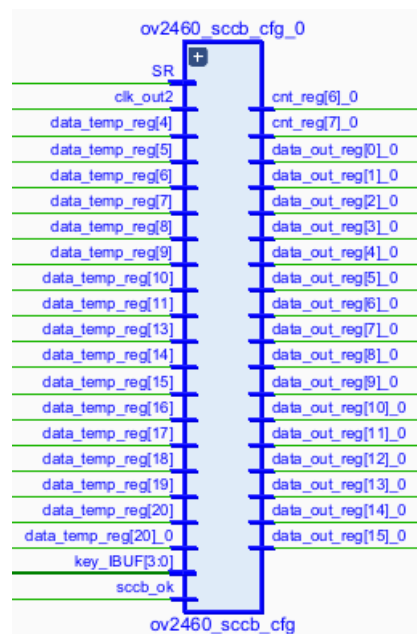 ov2460_sccb_cfg_0
SR
clk_out2
cnt_reg[6]_0
data_temp_reg[4]
cnt_reg[7]_0
data_temp_reg[5]
data_out_reg[0]_0
data_temp_reg[6]
data_out_reg[1]_0
data_temp_reg[7]
data_out_reg[2]_0
data_temp_reg[8]
data_out_reg[3]_0
data_temp_reg[9]
data_out_reg[4]_0
data_temp_reg[10]
data_out_reg[5]_0
data_temp_reg[11]
data_out_reg[6]_0
data_temp_reg[13]
data_out_reg[7]_0
data_temp_reg[14]
data_out_reg[8]_0
data_temp_reg[15]
data_out_reg[9]_0
data_temp_reg[16]
data_out_reg[10]_0
data_temp_reg[17]
data_out_reg[11]_0
data_temp_reg[18]
data_out_reg[12]_0
data_temp_reg[19]
data_out_reg[13]_0
data_temp_reg[20]
data_out_reg[14]_0
data_temp_reg[20]_0
data_out_reg[15]_0
key_IBUF[3:0]
sccb_ok
ov2460_sccb_cfg